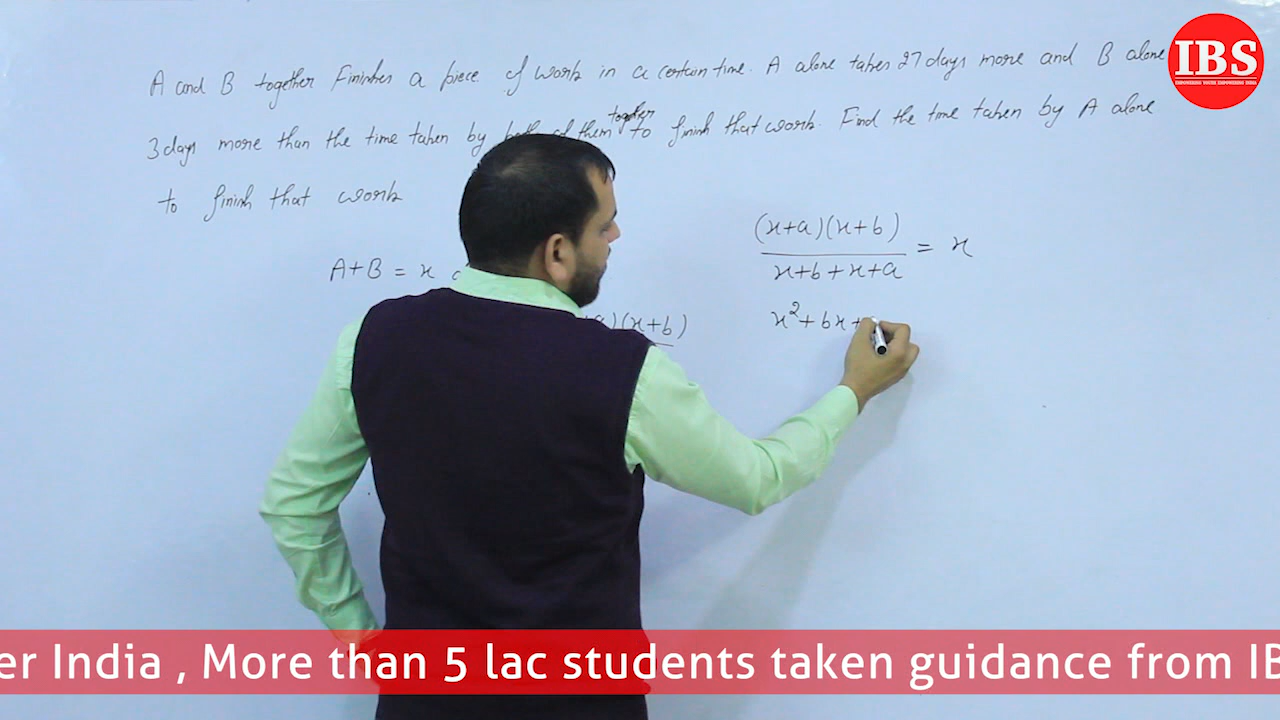 A and B together Finishes a piece of work in a certain time. A alone takes 27 days more and B alone
3 days more than the time taken by both of them together to finish that work. Find the time taken by A alone
to finish that work
A+B = x
(x+b)
(x+a)(x+b)
x+b+x+a
= x
x²+bx+
IBS
er India , More than 5 lac students taken guidance from IB